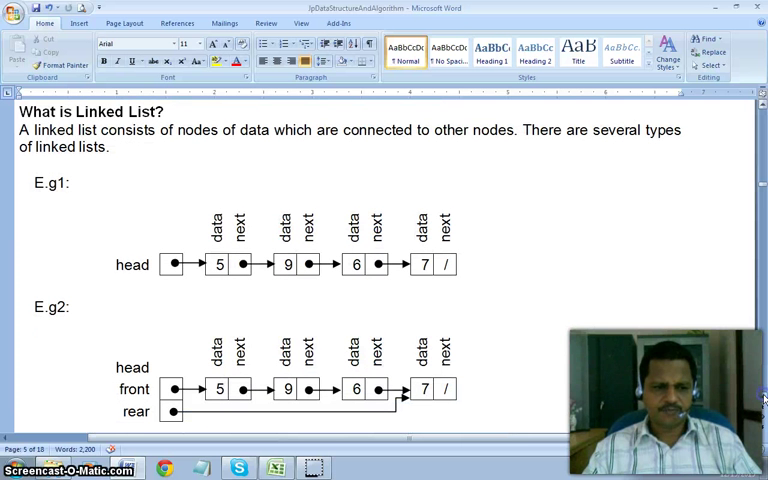 JpDataStructureAndAlgorithm - Microsoft Word
Home Insert Page Layout References Mailings Review View Add-Ins
Paste
Cut
Copy
Format Painter
Clipboard
Arial 11
Font
Paragraph
AaBbCcDc AaBbCcDc AaBbCc AaBbCc AaB AaBbCc.
¶ Normal ¶ No Spaci... Heading 1 Heading 2 Title Subtitle
Change Styles
Styles
Find
Replace
Select
Editing
What is Linked List?
A linked list consists of nodes of data which are connected to other nodes. There are several types
of linked lists.
E.g1:
data next data next data next data next
head 5 9 6 7 /
E.g2:
data next data next data next data next
head
front 5 9 6 7 /
rear
Page: 5 of 18 Words: 2,200
Screencast-O-Matic.com